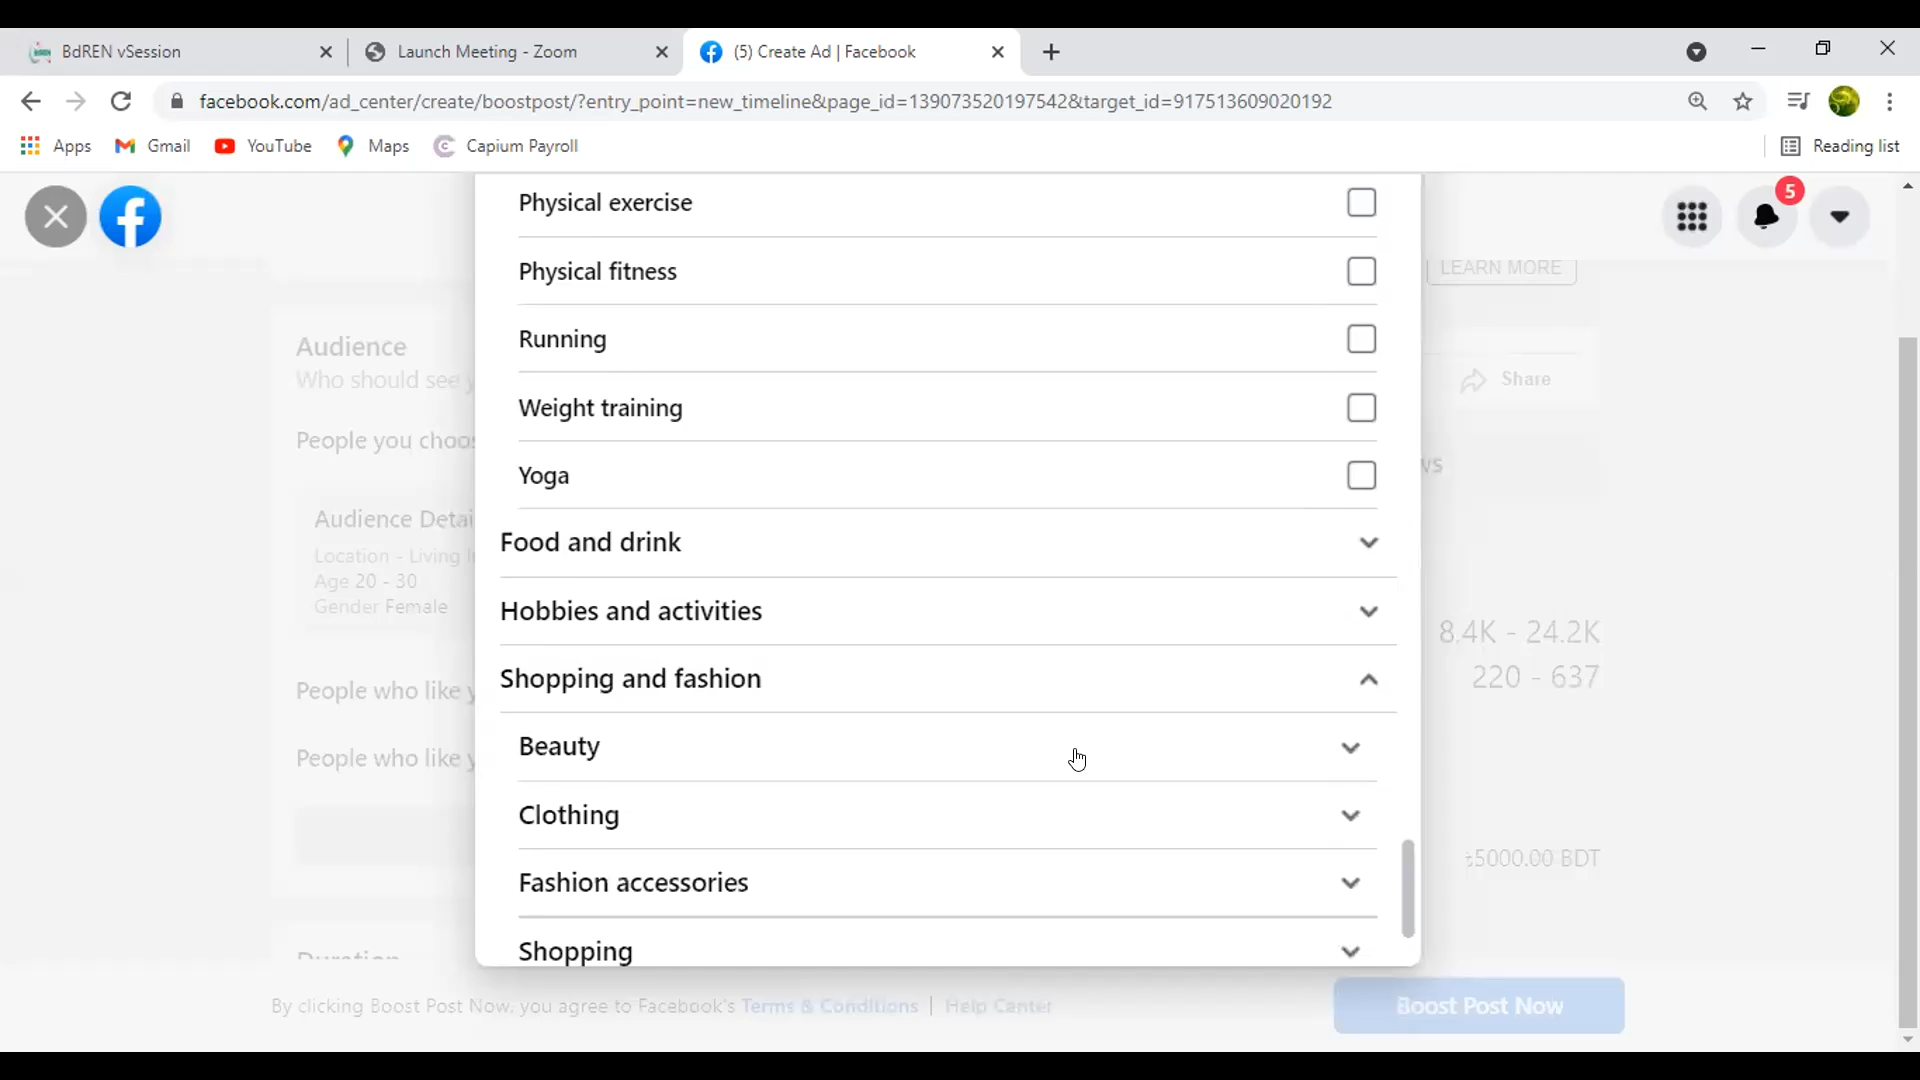 BdREN vSession
Launch Meeting - Zoom
(5) Create Ad | Facebook
facebook.com/ad_center/create/boostpost/?entry_point=new_timeline&page_id=139073520197542&target_id=917513609020192
Apps
Gmail
YouTube
Maps
Capium Payroll
Reading list
5
Physical exercise
Physical fitness
Running
Weight training
Yoga
Food and drink
Hobbies and activities
Shopping and fashion
Beauty
Clothing
Fashion accessories
Shopping
LEARN MORE
Audience
Who should see
People you
Audience
Location - Living
Age 20 - 30
Gender Female
People who like
People who like
Share
8.4K - 24.2K
220 - 637
৳5000.00 BDT
By clicking Boost Post Now, you agree to Facebook's Terms & Conditions | Help Center
Boost Post Now